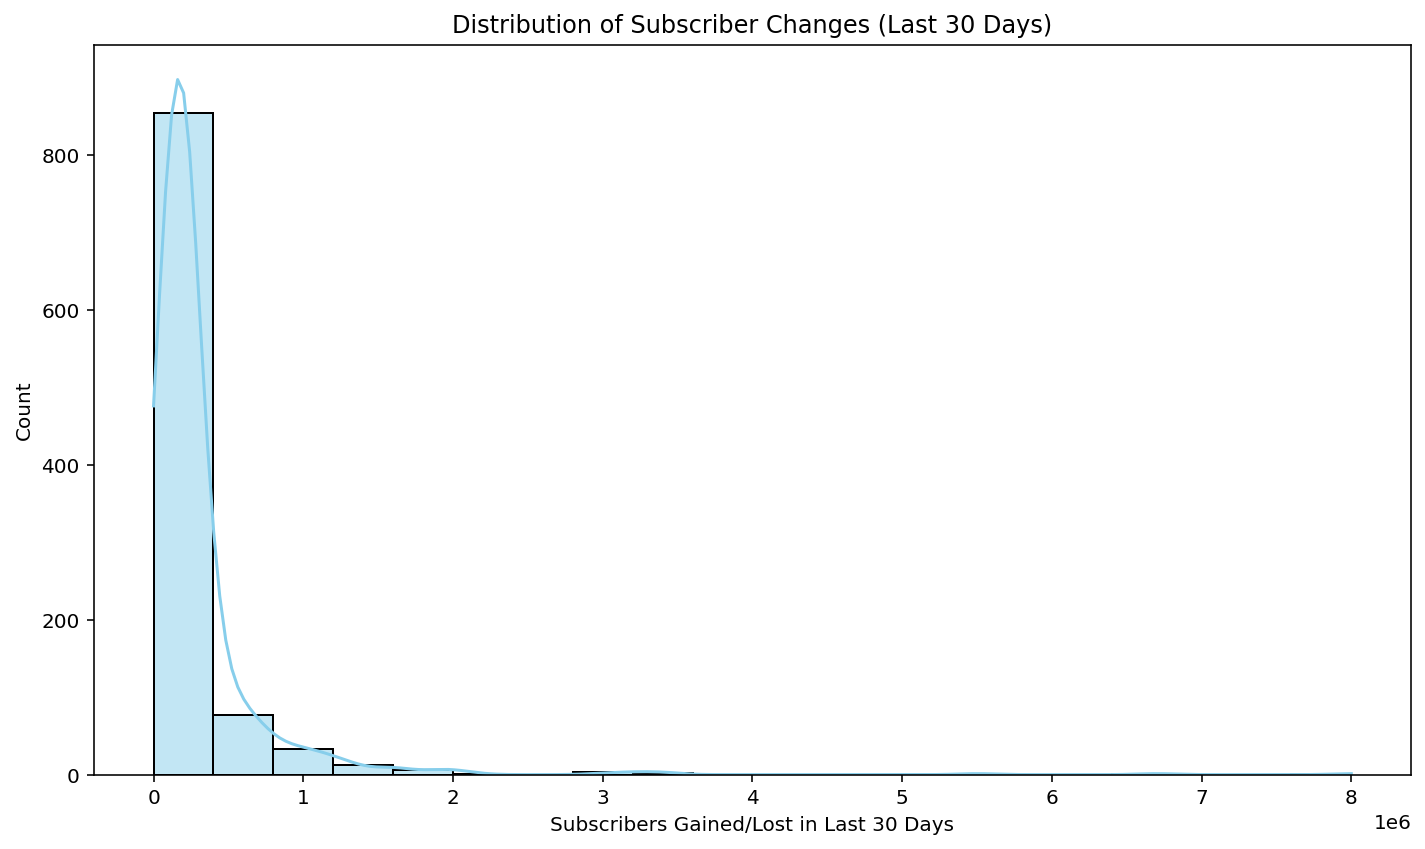 Distribution of Subscriber Changes (Last 30 Days)
Count
800
600
400
200
0
0 1 2 3 4 5 6 7 8
1e6
Subscribers Gained/Lost in Last 30 Days